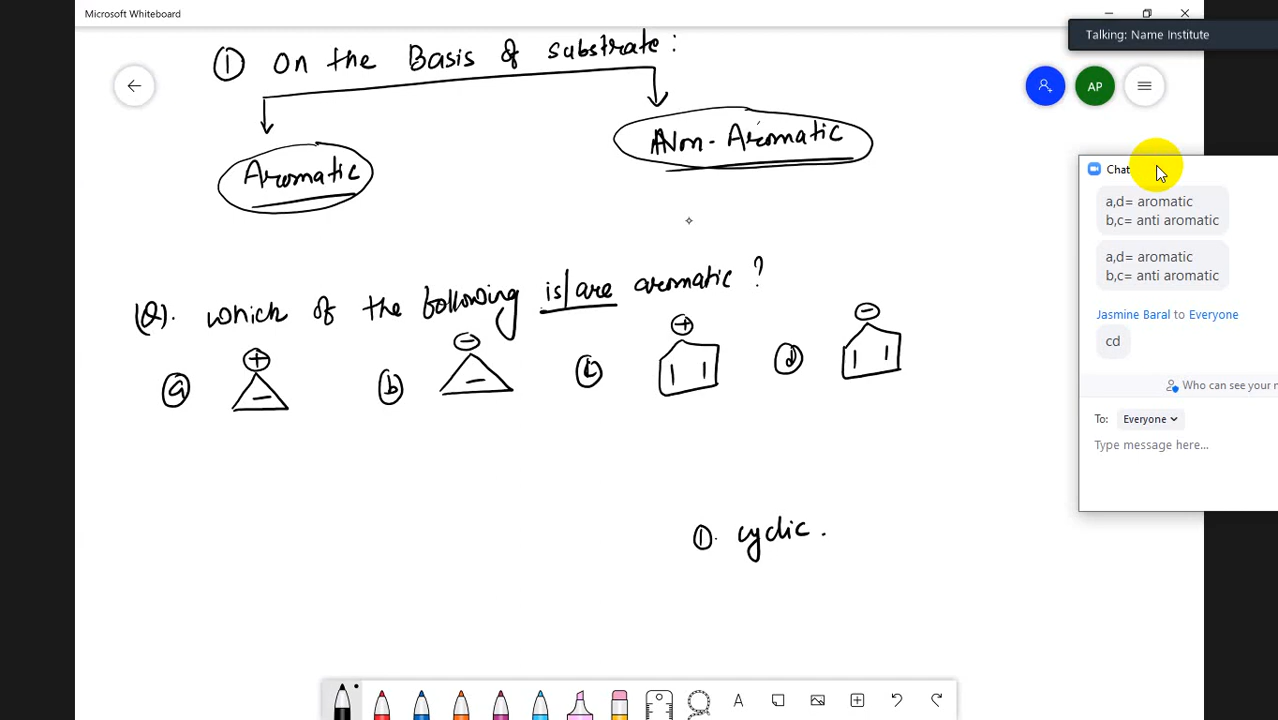 Microsoft Whiteboard
Talking: Name Institute
① On the Basis of substrate:
AP
Aromatic
Non-Aromatic
Chat
a,d= aromatic
b,c= anti aromatic
a,d= aromatic
b,c= anti aromatic
(Q). which of the following is/are aromatic ?
Jasmine Baral to Everyone
cd
ⓐ + ⓑ − ⓒ + ⓓ −
Who can see your m
To: Everyone
Type message here...
①. cyclic.
A